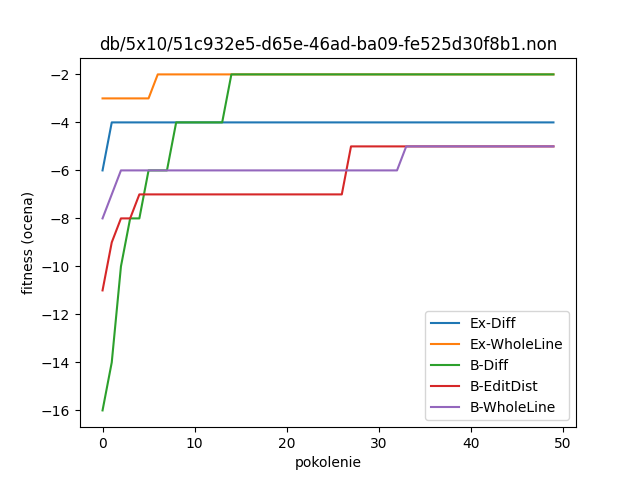 db/5x10/51c932e5-d65e-46ad-ba09-fe525d30f8b1.non
fitness (ocena)
−2
−4
−6
−8
−10
−12
−14
−16
0
10
20
30
40
50
pokolenie
Ex-Diff
Ex-WholeLine
B-Diff
B-EditDist
B-WholeLine